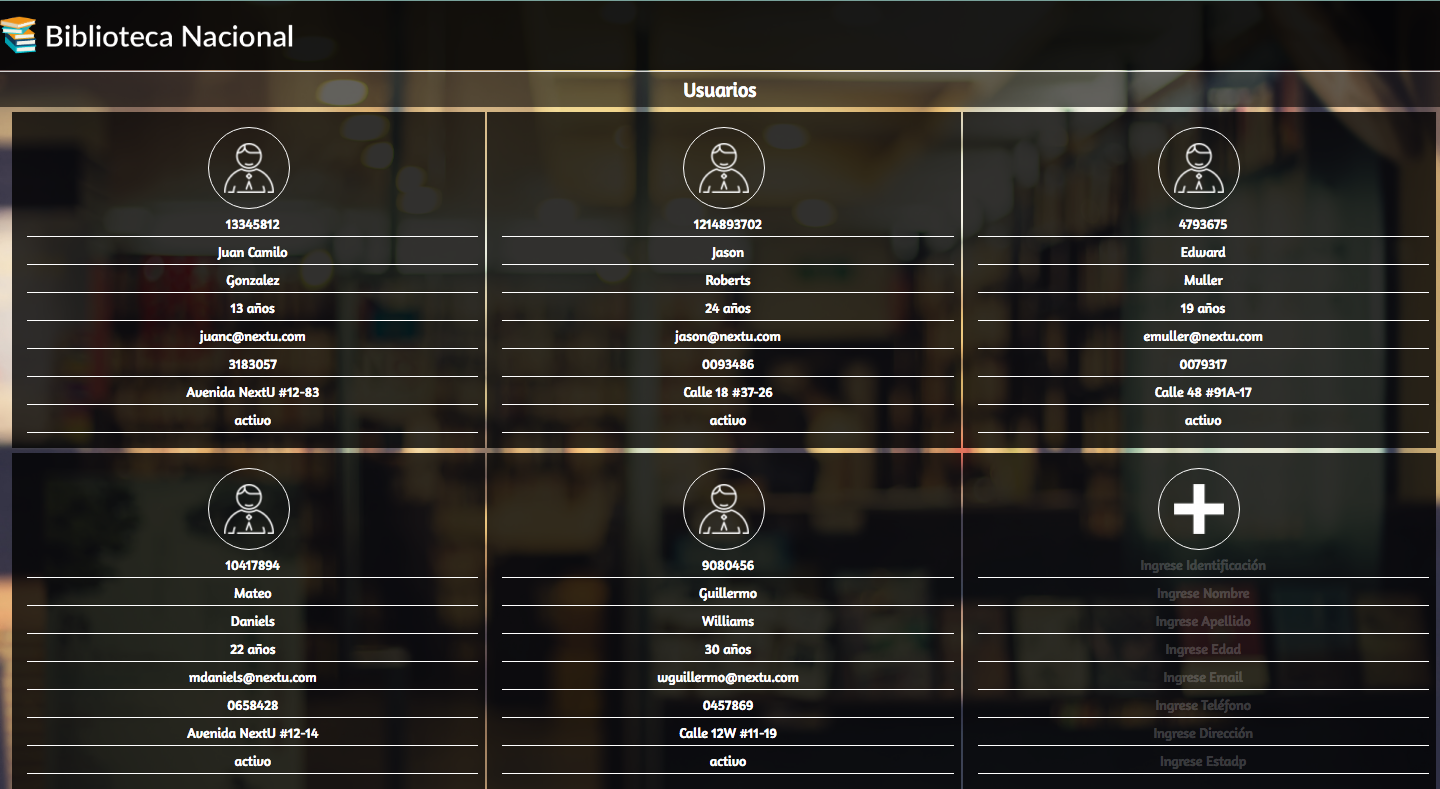 Biblioteca Nacional
Usuarios
13345812
Juan Camilo
Gonzalez
13 años
juanc@nextu.com
3183057
Avenida NextU #12-83
activo
1214893702
Jason
Roberts
24 años
jason@nextu.com
0093486
Calle 18 #37-26
activo
4793675
Edward
Muller
19 años
emuller@nextu.com
0079317
Calle 48 #91A-17
activo
10417894
Mateo
Daniels
22 años
mdaniels@nextu.com
0658428
Avenida NextU #12-14
activo
9080456
Guillermo
Williams
30 años
wguillermo@nextu.com
0457869
Calle 12W #11-19
activo
Ingrese Identificación
Ingrese Nombre
Ingrese Apellido
Ingrese Edad
Ingrese Email
Ingrese Teléfono
Ingrese Dirección
Ingrese Estadp